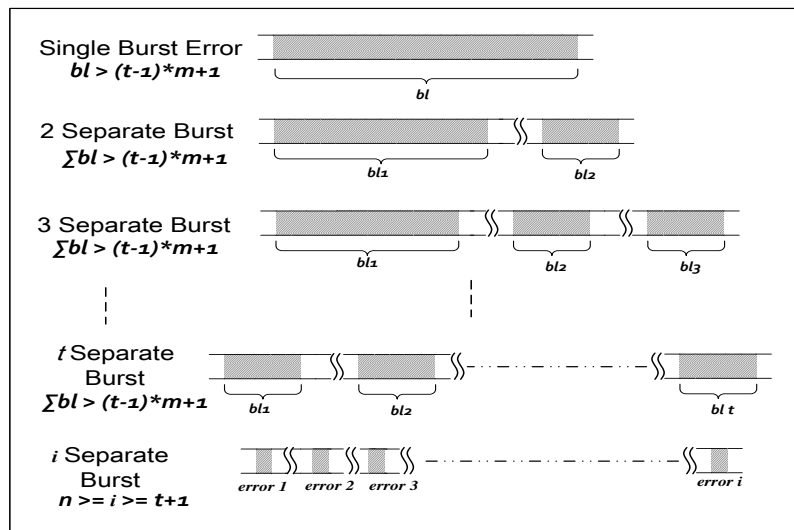 Single Burst Error
bl > (t-1)*m+1
bl
2 Separate Burst
∑bl > (t-1)*m+1
bl1
bl2
3 Separate Burst
∑bl > (t-1)*m+1
bl1
bl2
bl3
t Separate
Burst
∑bl > (t-1)*m+1
bl1
bl2
bl t
i Separate
Burst
n >= i >= t+1
error 1
error 2
error 3
error i